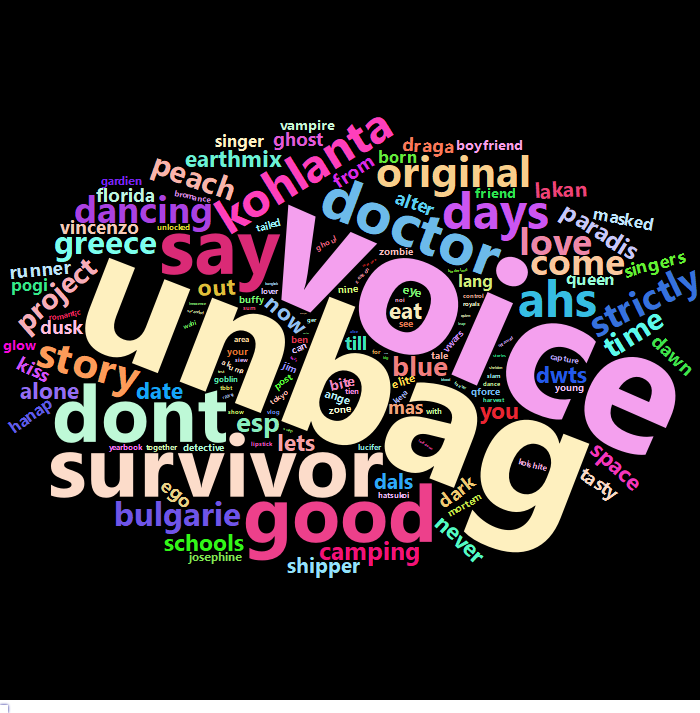 vampire
singer
ghost
kohlanta
draga
boyfriend
earthmix
born
from
original
gardien
peach
bromance
florida
dancing
unlocked
tailed
doctor
alter
friend
lakan
days
paradis
masked
vincenzo
greece
say
voice
love
come
queen
singers
runner
pogi
project
out
buffy
now
nine
zombie
eye
lang
control
ahs
strictly
time
dawn
dusk
romantic
glow
story
kiss
unbag
eat
see
till
blue
tale
vwars
dwts
capture
young
area
your
goblin
tbbt
ben
can
jim
post
tokyo
bite
tien
ange
zone
elite
mas
with
slam
dance
qforce
harvest
you
alone
hanap
date
dont
show
vlog
esp
lets
lipstick
yearbook
together
detective
lucifer
survivor
dals
hatsukoi
dark
mortem
space
tasty
ego
bulgarie
good
never
schools
josephine
camping
shipper